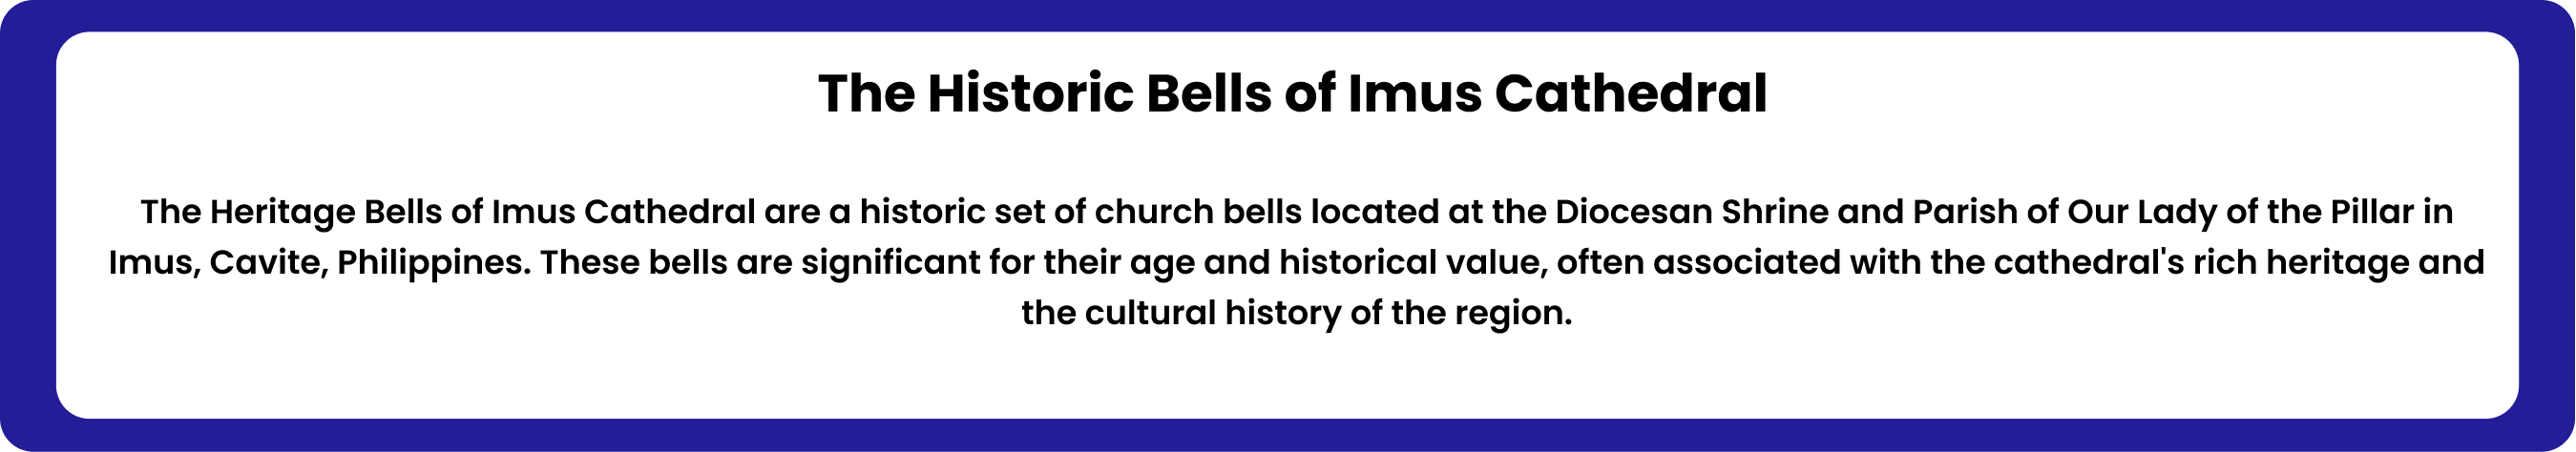 The Historic Bells of Imus Cathedral
The Heritage Bells of Imus Cathedral are a historic set of church bells located at the Diocesan Shrine and Parish of Our Lady of the Pillar in
Imus, Cavite, Philippines. These bells are significant for their age and historical value, often associated with the cathedral's rich heritage and
the cultural history of the region.